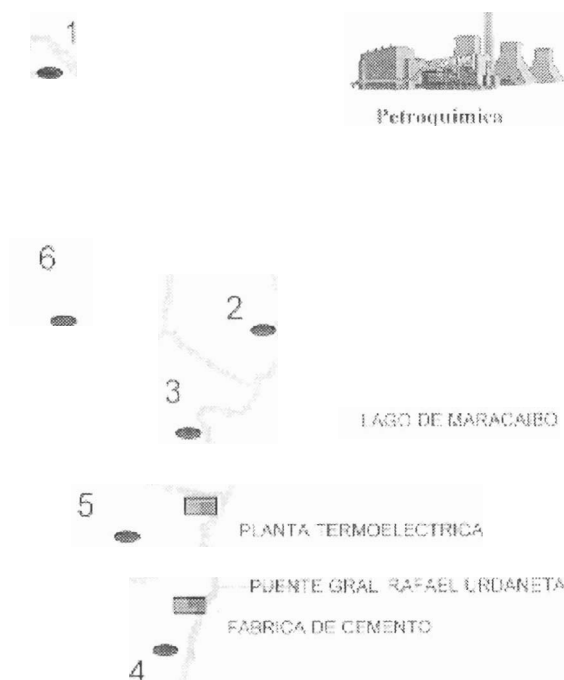 1
Petroquimica
6
2
3
LAGO DE MARACAIBO
5
PLANTA TERMOELECTRICA
PUENTE GRAL. RAFAEL URDANETA
FABRICA DE CEMENTO
4